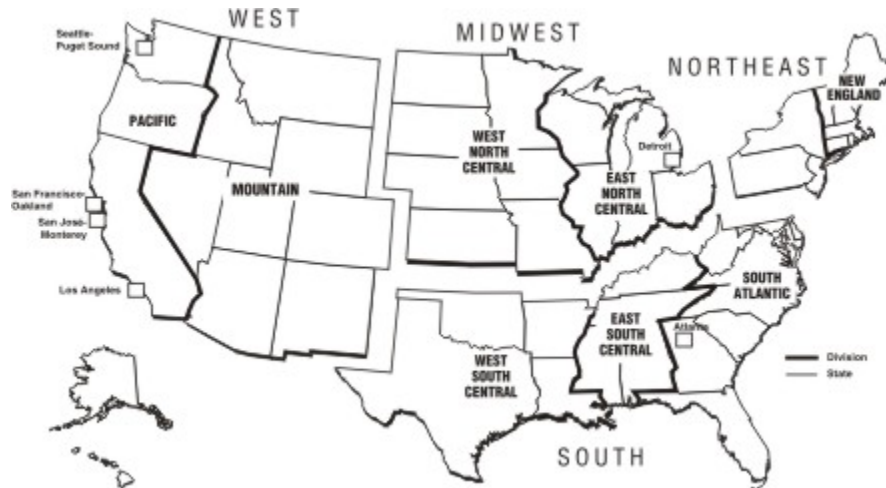 WEST
MIDWEST
NORTHEAST
Seattle-
Puget Sound
NEW
ENGLAND
PACIFIC
WEST
NORTH
CENTRAL
Detroit
EAST
NORTH
CENTRAL
MOUNTAIN
San Francisco-
Oakland
San Jose-
Monterey
Los Angeles
SOUTH
ATLANTIC
EAST
SOUTH
CENTRAL
Atlanta
WEST
SOUTH
CENTRAL
Division
State
SOUTH